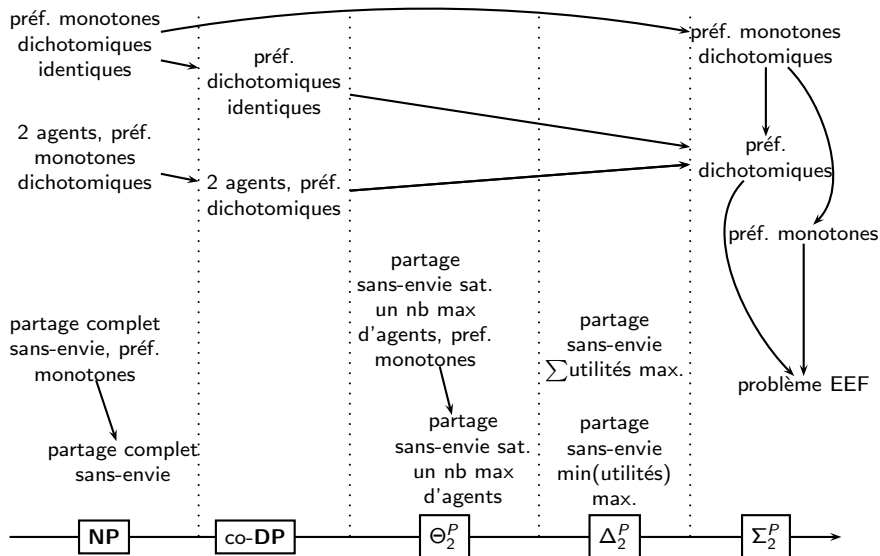 préf. monotones
dichotomiques
identiques
préf.
dichotomiques
identiques
préf. monotones
dichotomiques
2 agents, préf.
monotones
dichotomiques
2 agents, préf.
dichotomiques
préf.
dichotomiques
préf. monotones
partage complet
sans-envie, préf.
monotones
partage
sans-envie sat.
un nb max
d'agents, pref.
monotones
partage
sans-envie
∑utilités max.
problème EEF
partage complet
sans-envie
partage
sans-envie sat.
un nb max
d'agents
partage
sans-envie
min(utilités)
max.
NP
co-DP
Θ₂ᴾ
Δ₂ᴾ
Σ₂ᴾ